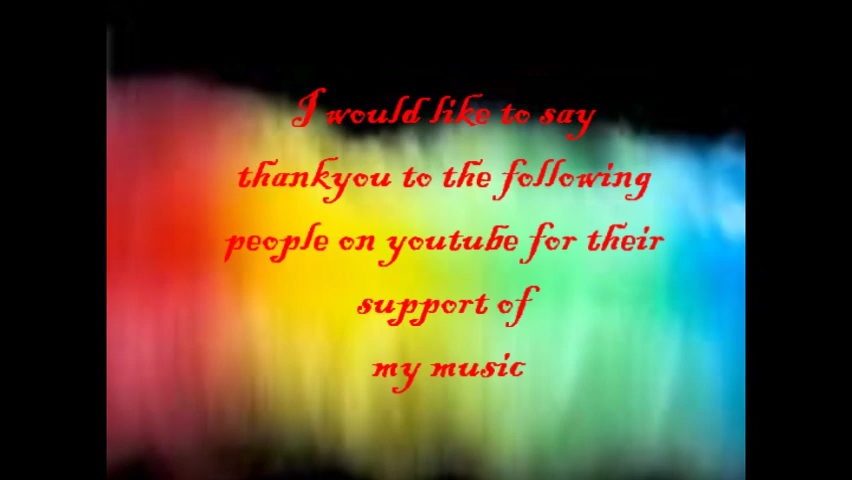 I would like to say
thankyou to the following
people on youtube for their
support of
my music